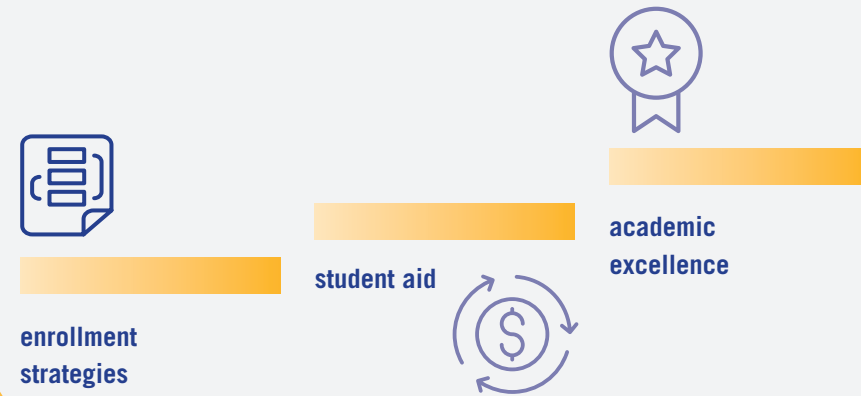 enrollment
strategies
student aid
$
academic
excellence